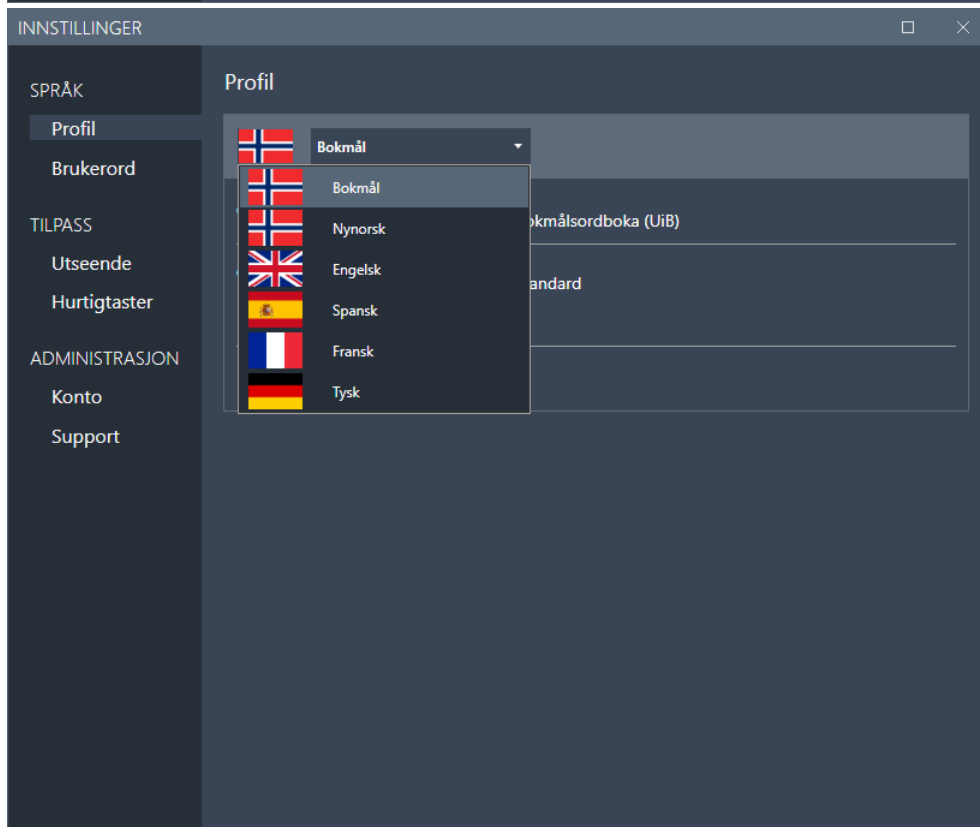 INNSTILLINGER
SPRÅK
Profil
Brukerord
TILPASS
Utseende
Hurtigtaster
ADMINISTRASJON
Konto
Support
Profil
Bokmål
Bokmål
Nynorsk
Engelsk
Spansk
Fransk
Tysk
kmålsordboka (UiB)
andard